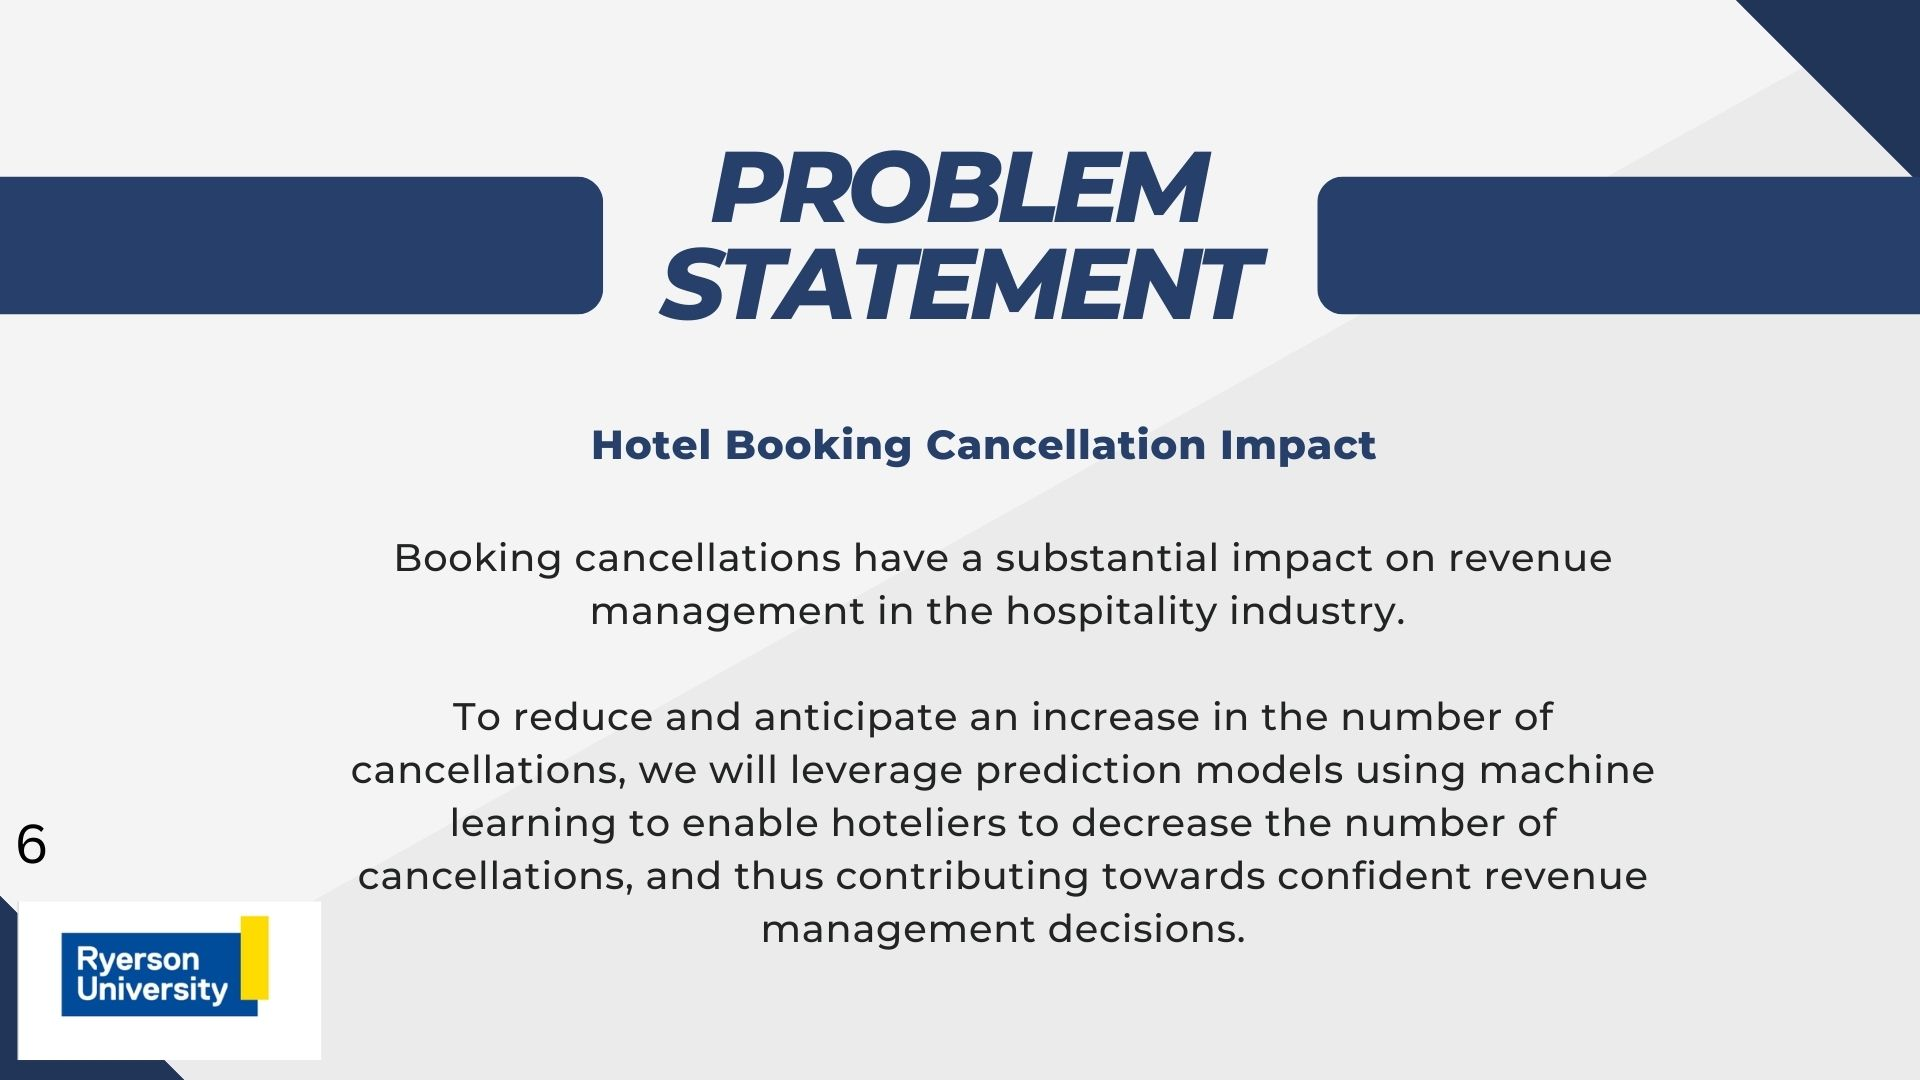 PROBLEM
STATEMENT
Hotel Booking Cancellation Impact
Booking cancellations have a substantial impact on revenue
management in the hospitality industry.
To reduce and anticipate an increase in the number of
cancellations, we will leverage prediction models using machine
learning to enable hoteliers to decrease the number of
cancellations, and thus contributing towards confident revenue
management decisions.
6
Ryerson
University